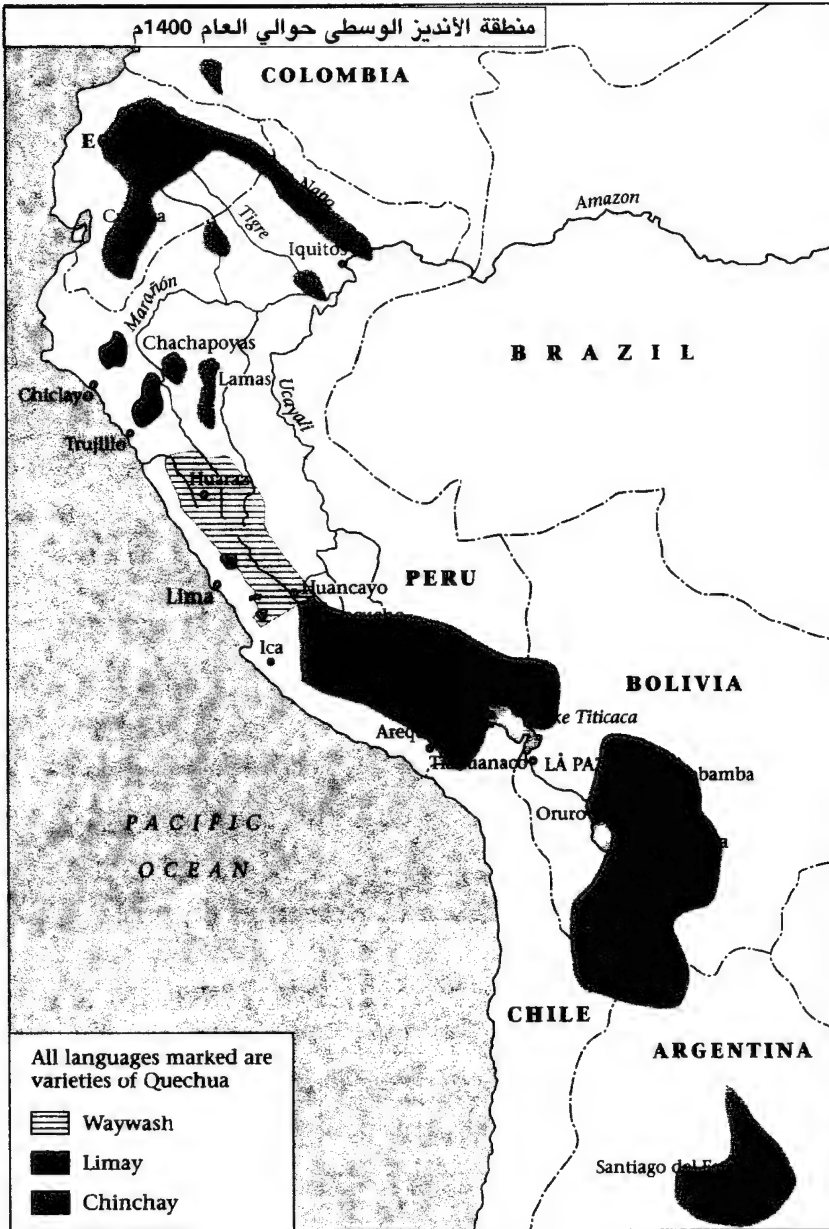 منطقة الأنديز الوسطى حوالي العام 1400م
COLOMBIA
E
Napo
Tigre
Amazon
Iquitos
Marañón
Chachapoyas
Lamas
Ucayali
BRAZIL
Chiclayo
Trujillo
Huaraz
PERU
Huancayo
Lima
Ica
BOLIVIA
Titicaca
LA PAZ
Oruro
PACIFIC
OCEAN
CHILE
ARGENTINA
Santiago del
All languages marked are
varieties of Quechua
Waywash
Limay
Chinchay